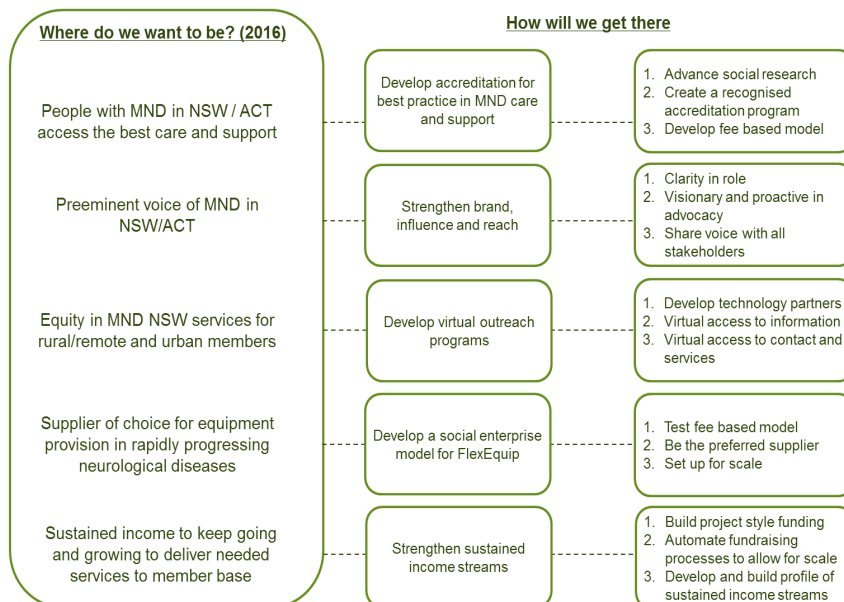 Where do we want to be? (2016)
How will we get there
People with MND in NSW / ACT
access the best care and support
Develop accreditation for
best practice in MND care
and support
1. Advance social research
2. Create a recognised
accreditation program
3. Develop fee based model
Preeminent voice of MND in
NSW/ACT
Strengthen brand,
influence and reach
1. Clarity in role
2. Visionary and proactive in
advocacy
3. Share voice with all
stakeholders
Equity in MND NSW services for
rural/remote and urban members
Develop virtual outreach
programs
1. Develop technology partners
2. Virtual access to information
3. Virtual access to contact and
services
Supplier of choice for equipment
provision in rapidly progressing
neurological diseases
Develop a social enterprise
model for FlexEquip
1. Test fee based model
2. Be the preferred supplier
3. Set up for scale
Sustained income to keep going
and growing to deliver needed
services to member base
Strengthen sustained
income streams
1. Build project style funding
2. Automate fundraising
processes to allow for scale
3. Develop and build profile of
sustained income streams